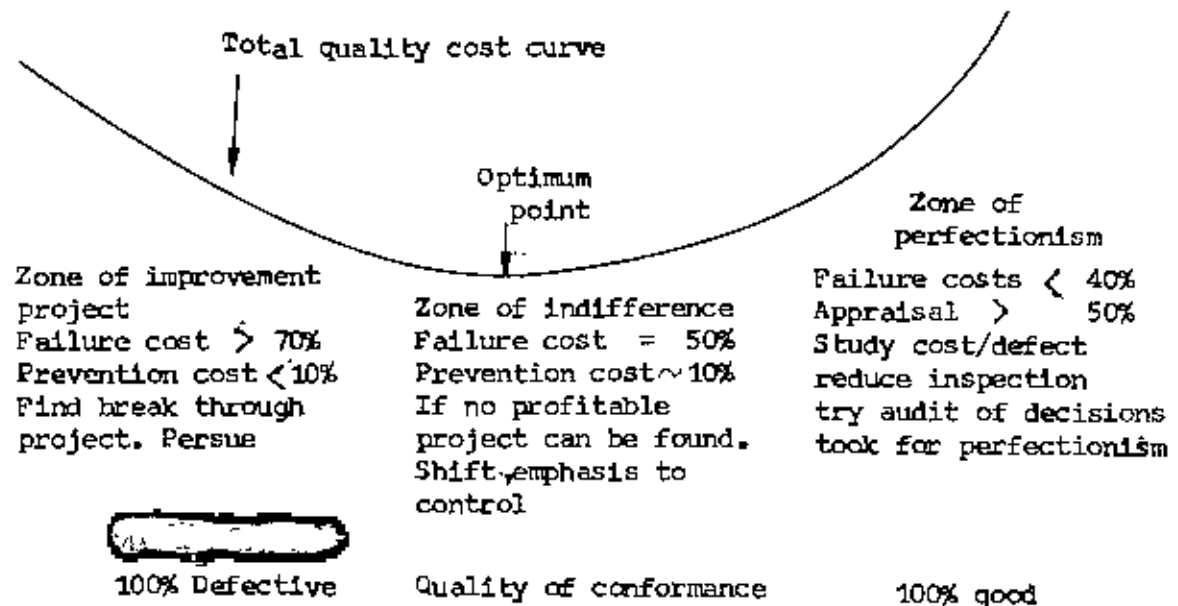 Total quality cost curve
Optimum
point
Zone of improvement
project
Failure cost > 70%
Prevention cost < 10%
Find break through
project. Persue
Zone of indifference
Failure cost = 50%
Prevention cost ~ 10%
If no profitable
project can be found.
Shift emphasis to
control
Zone of
perfectionism
Failure costs < 40%
Appraisal > 50%
Study cost/defect
reduce inspection
try audit of decisions
took for perfectionism
100% Defective
Quality of conformance
100% good